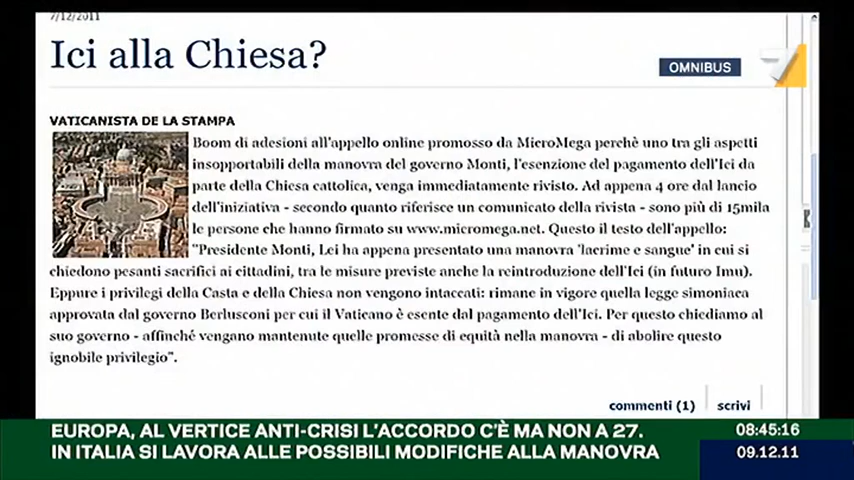 7/12/2011
Ici alla Chiesa?
OMNIBUS
7
VATICANISTA DE LA STAMPA
Boom di adesioni all'appello online promosso da MicroMega perchè uno tra gli aspetti
insopportabili della manovra del governo Monti, l'esenzione del pagamento dell'Ici da
parte della Chiesa cattolica, venga immediatamente rivisto. Ad appena 4 ore dal lancio
dell'iniziativa - secondo quanto riferisce un comunicato della rivista - sono più di 15mila
le persone che hanno firmato su www.micromega.net. Questo il testo dell'appello:
"Presidente Monti, Lei ha appena presentato una manovra 'lacrime e sangue' in cui si
chiedono pesanti sacrifici ai cittadini, tra le misure previste anche la reintroduzione dell'Ici (in futuro Imu).
Eppure i privilegi della Casta e della Chiesa non vengono intaccati: rimane in vigore quella legge simoniaca
approvata dal governo Berlusconi per cui il Vaticano è esente dal pagamento dell'Ici. Per questo chiediamo al
suo governo - affinché vengano mantenute quelle promesse di equità nella manovra - di abolire questo
ignobile privilegio".
commenti (1) scrivi
EUROPA, AL VERTICE ANTI-CRISI L'ACCORDO C'È MA NON A 27.
IN ITALIA SI LAVORA ALLE POSSIBILI MODIFICHE ALLA MANOVRA
08:45:16
09.12.11